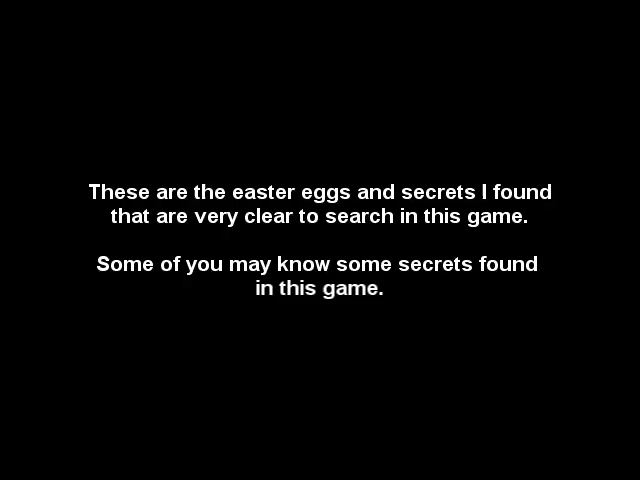 These are the easter eggs and secrets I found
that are very clear to search in this game.
Some of you may know some secrets found
in this game.